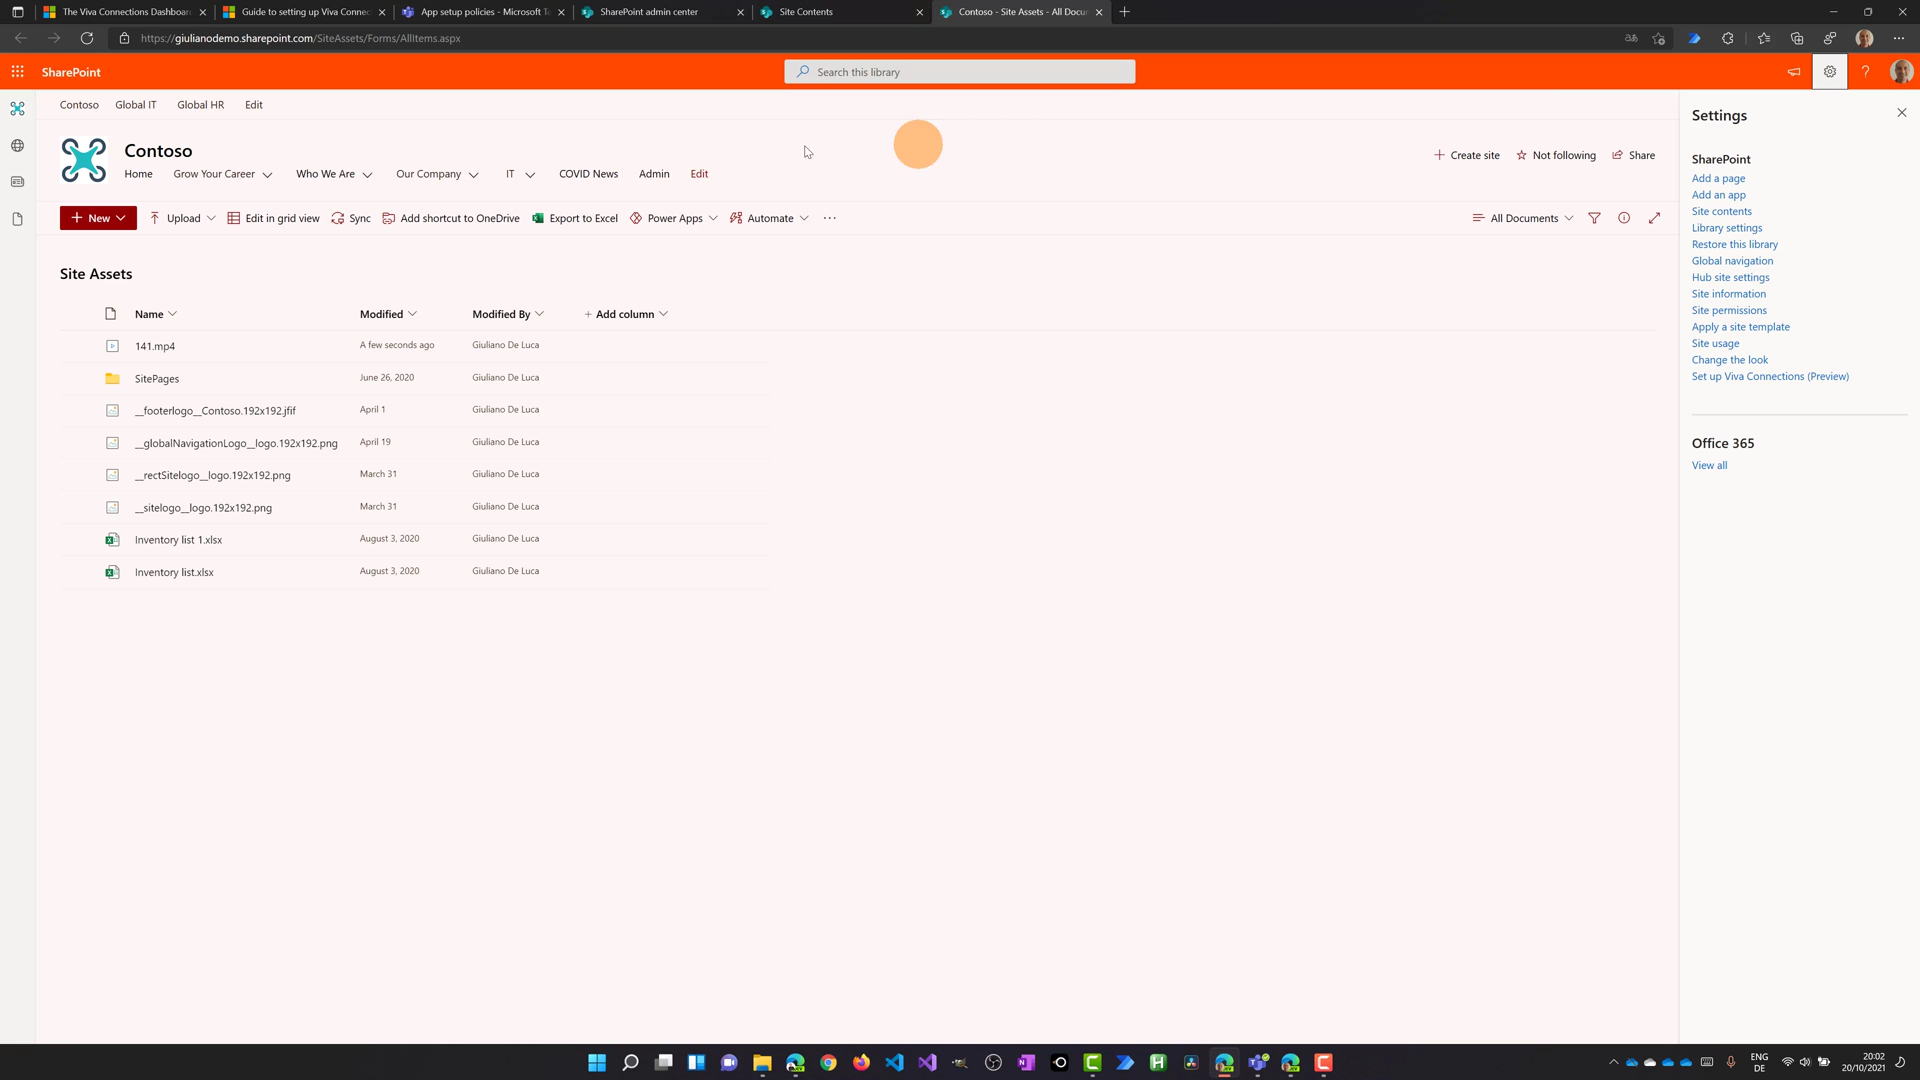 The Viva Connections Dashboard
Guide to setting up Viva Connec
App setup policies - Microsoft Te
SharePoint admin center
Site Contents
Contoso - Site Assets - All Docu
https://giulianodemo.sharepoint.com/SiteAssets/Forms/AllItems.aspx
SharePoint
Search this library
Contoso
Global IT
Global HR
Edit
Contoso
Home
Grow Your Career
Who We Are
Our Company
IT
COVID News
Admin
Edit
Create site
Not following
Share
New
Upload
Edit in grid view
Sync
Add shortcut to OneDrive
Export to Excel
Power Apps
Automate
All Documents
Site Assets
Name
Modified
Modified By
Add column
141.mp4
A few seconds ago
Giuliano De Luca
SitePages
June 26, 2020
Giuliano De Luca
__footerlogo__Contoso.192x192.jfif
April 1
Giuliano De Luca
__globalNavigationLogo__logo.192x192.png
April 19
Giuliano De Luca
__rectSitelogo__logo.192x192.png
March 31
Giuliano De Luca
__sitelogo__logo.192x192.png
March 31
Giuliano De Luca
Inventory list 1.xlsx
August 3, 2020
Giuliano De Luca
Inventory list.xlsx
August 3, 2020
Giuliano De Luca
Settings
SharePoint
Add a page
Add an app
Site contents
Library settings
Restore this library
Global navigation
Hub site settings
Site information
Site permissions
Apply a site template
Site usage
Change the look
Set up Viva Connections (Preview)
Office 365
View all
ENG
DE
20:02
20/10/2021